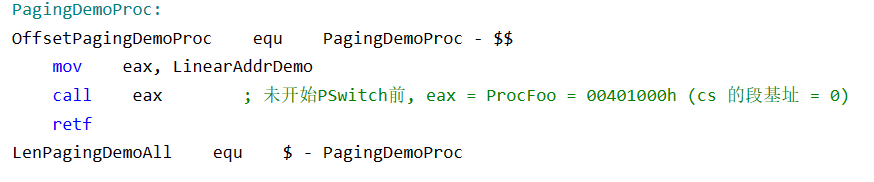 PagingDemoProc:
OffsetPagingDemoProc    equ    PagingDemoProc - $$
    mov    eax, LinearAddrDemo
    call    eax        ; 未开始PSwitch前, eax = ProcFoo = 00401000h (cs 的段基址 = 0)
    retf
LenPagingDemoAll    equ    $ - PagingDemoProc